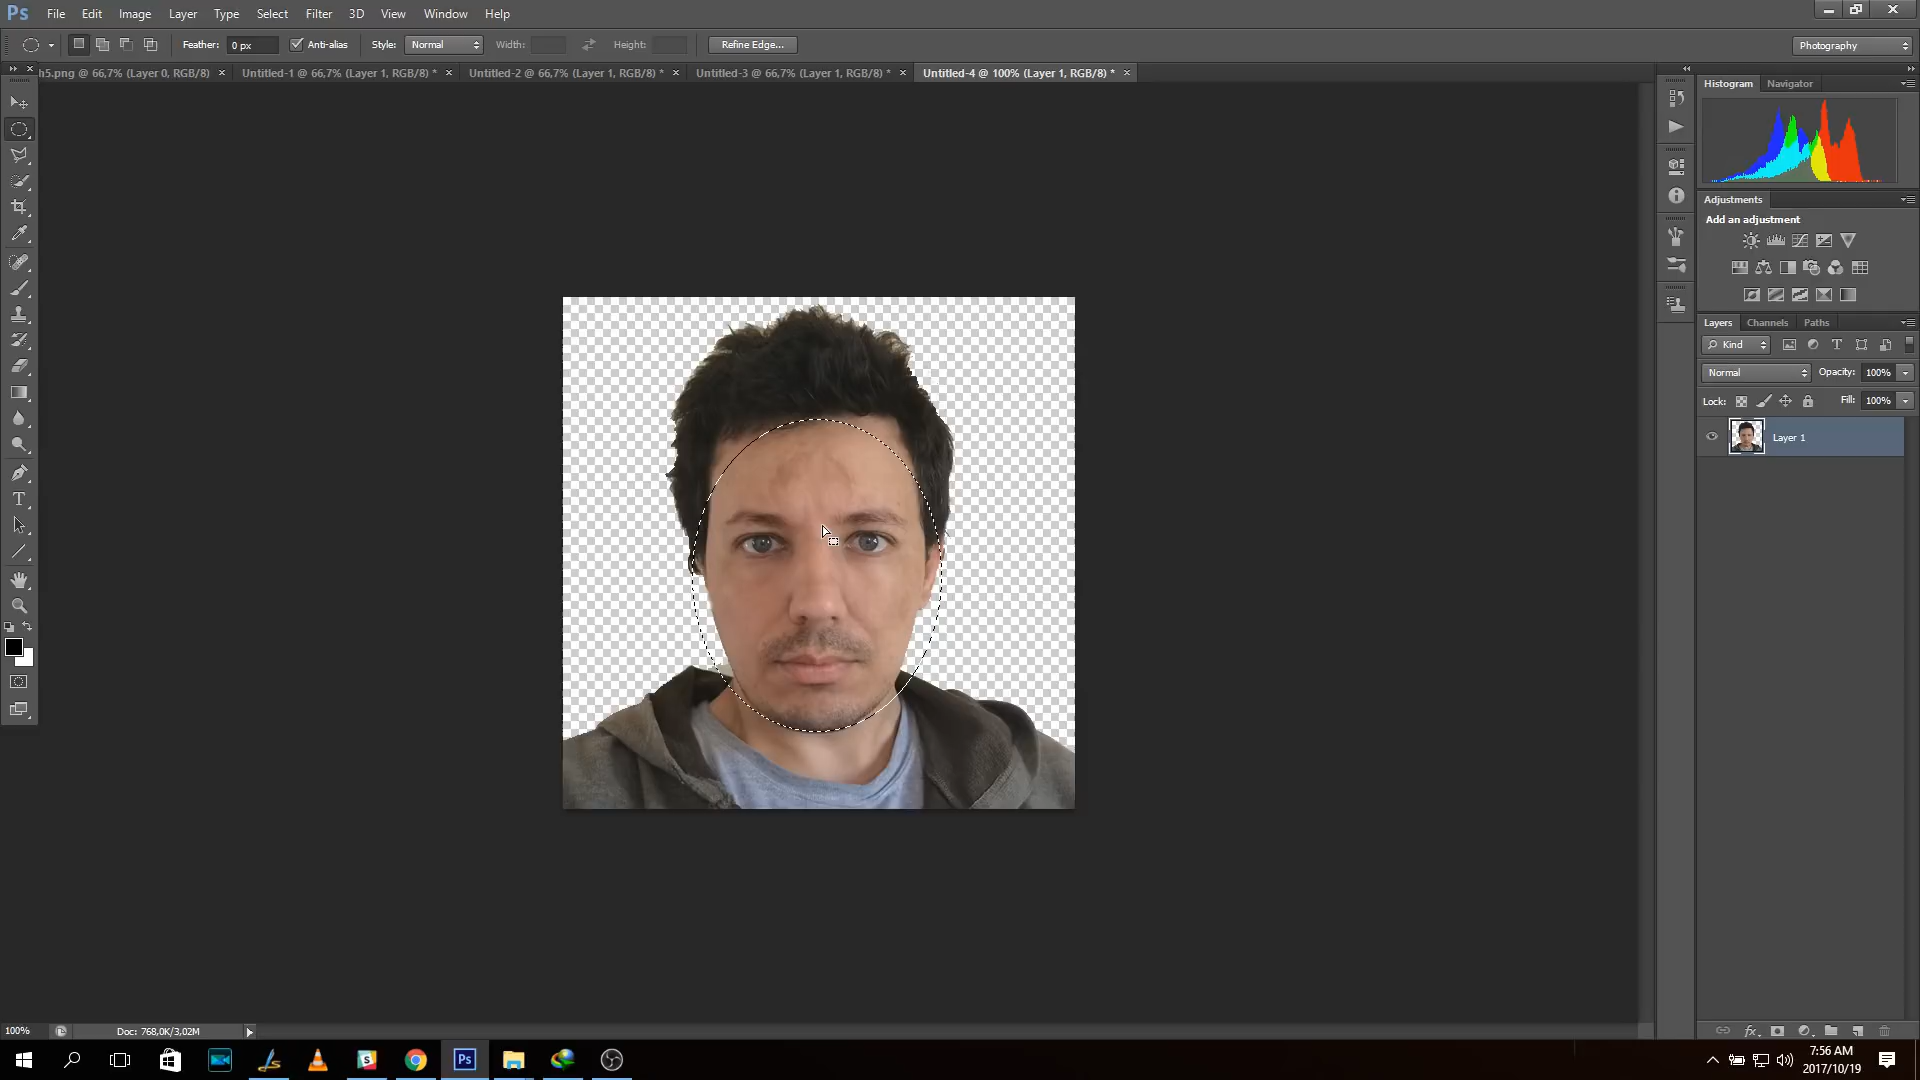 Ps File Edit Image Layer Type Select Filter 3D View Window Help
Feather: 0 px Anti-alias Style: Normal Width: Height: Refine Edge... Photography
h5.png @ 66,7% (Layer 0, RGB/8) Untitled-1 @ 66,7% (Layer 1, RGB/8) * Untitled-2 @ 66,7% (Layer 1, RGB/8) * Untitled-3 @ 66,7% (Layer 1, RGB/8) * Untitled-4 @ 100% (Layer 1, RGB/8) *
Histogram Navigator
Adjustments
Add an adjustment
Layers Channels Paths
Kind
Normal Opacity: 100%
Lock: Fill: 100%
Layer 1
100% Doc: 768,0K/3,02M
Ps
7:56 AM
2017/10/19